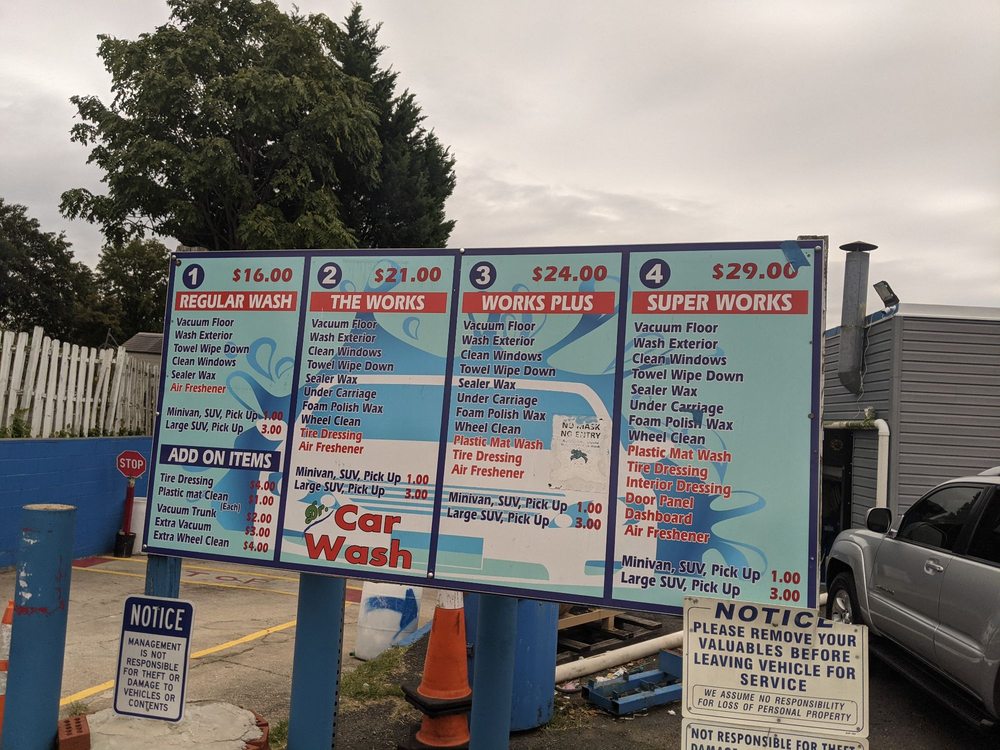 1 $16.00
REGULAR WASH
Vacuum Floor
Wash Exterior
Towel Wipe Down
Clean Windows
Sealer Wax
Air Freshener
Minivan, SUV, Pick Up 1.00
Large SUV, Pick Up 3.00
ADD ON ITEMS
Tire Dressing $4.00
Plastic mat Clean $1.00
(Each)
Vacuum Trunk $2.00
Extra Vacuum $3.00
Extra Wheel Clean $4.00
2 $21.00
THE WORKS
Vacuum Floor
Wash Exterior
Clean Windows
Towel Wipe Down
Sealer Wax
Under Carriage
Foam Polish Wax
Wheel Clean
Tire Dressing
Air Freshener
Minivan, SUV, Pick Up 1.00
Large SUV, Pick Up 3.00
Car
Wash
3 $24.00
WORKS PLUS
Vacuum Floor
Wash Exterior
Clean Windows
Towel Wipe Down
Sealer Wax
Under Carriage
Foam Polish Wax
Wheel Clean
Plastic Mat Wash
Tire Dressing
Air Freshener
NO MASK
NO ENTRY
Minivan, SUV, Pick Up 1.00
Large SUV, Pick Up 3.00
4 $29.00
SUPER WORKS
Vacuum Floor
Wash Exterior
Clean Windows
Towel Wipe Down
Sealer Wax
Under Carriage
Foam Polish Wax
Wheel Clean
Plastic Mat Wash
Tire Dressing
Interior Dressing
Door Panel
Dashboard
Air Freshener
Minivan, SUV, Pick Up 1.00
Large SUV, Pick Up 3.00
STOP
NOTICE
MANAGEMENT
IS NOT
RESPONSIBLE
FOR THEFT OR
DAMAGE TO
VEHICLES OR
CONTENTS
NOTICE
PLEASE REMOVE YOUR
VALUABLES BEFORE
LEAVING VEHICLE FOR
SERVICE
WE ASSUME NO RESPONSIBILITY
FOR LOSS OF PERSONAL PROPERTY
NOT RESPONSIBLE FOR THEFT